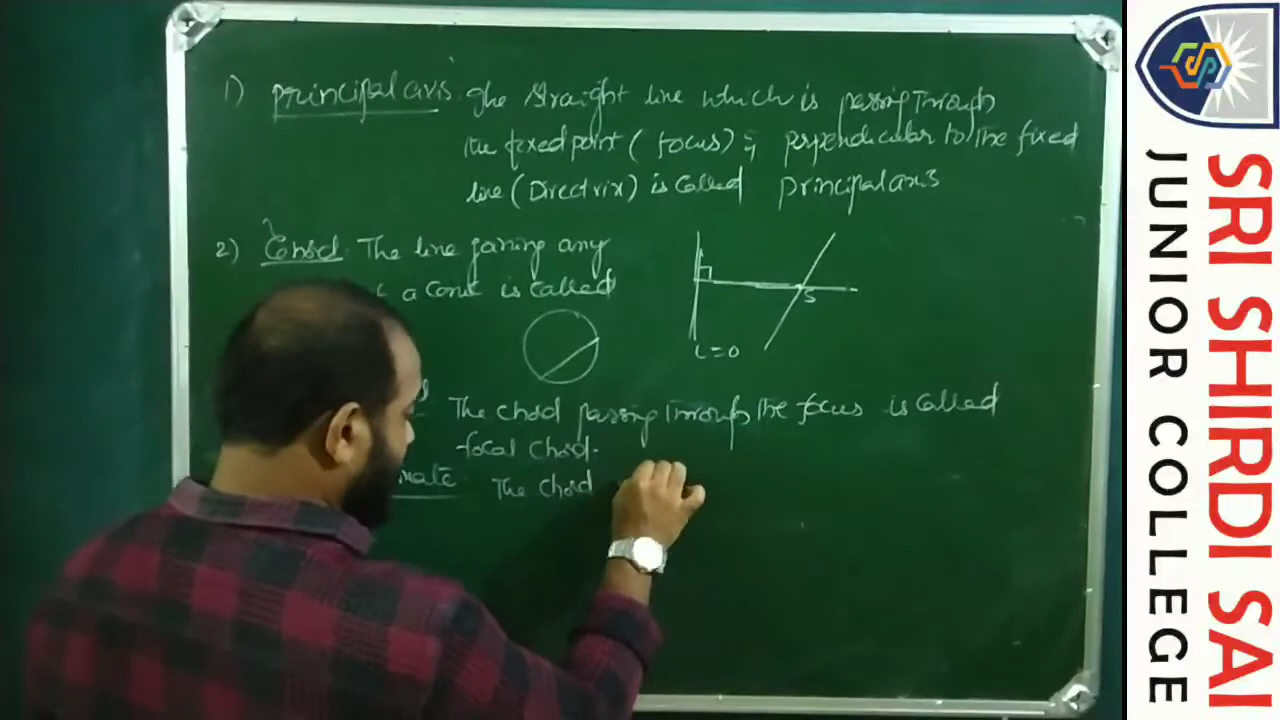 1) principal axis The straight line which is passing through
the fixed point (focus) & perpendicular to the fixed
line (Directrix) is called principal axis
2) Chord. The line joining any
a Conic is called
S
L=0
The chord passing through the focus is called
focal chord.
The chord
SRI SHIRDI SAI
JUNIOR COLLEGE